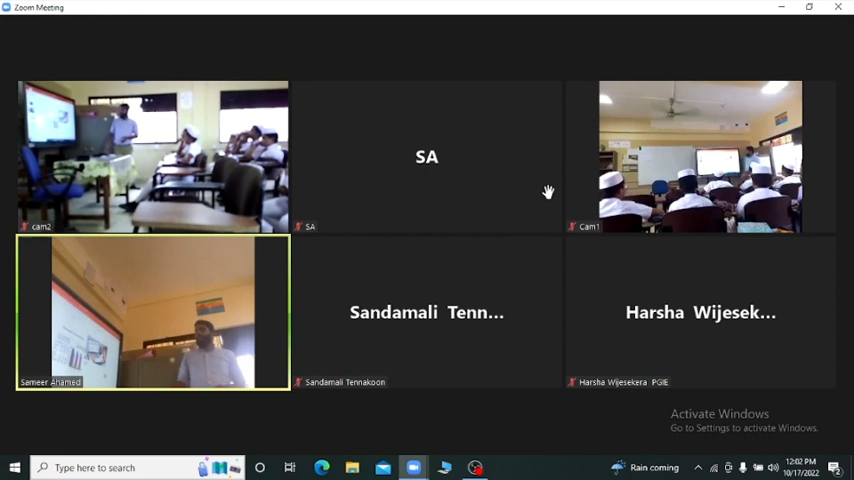 Zoom Meeting
cam2
SA
SA
Cam1
Sameer Ahamed
Sandamali Tenn...
Sandamali Tennakoon
Harsha Wijesek...
Harsha Wijesekera PGIE
Activate Windows
Go to Settings to activate Windows.
Type here to search
Rain coming
12:02 PM
10/17/2022
2